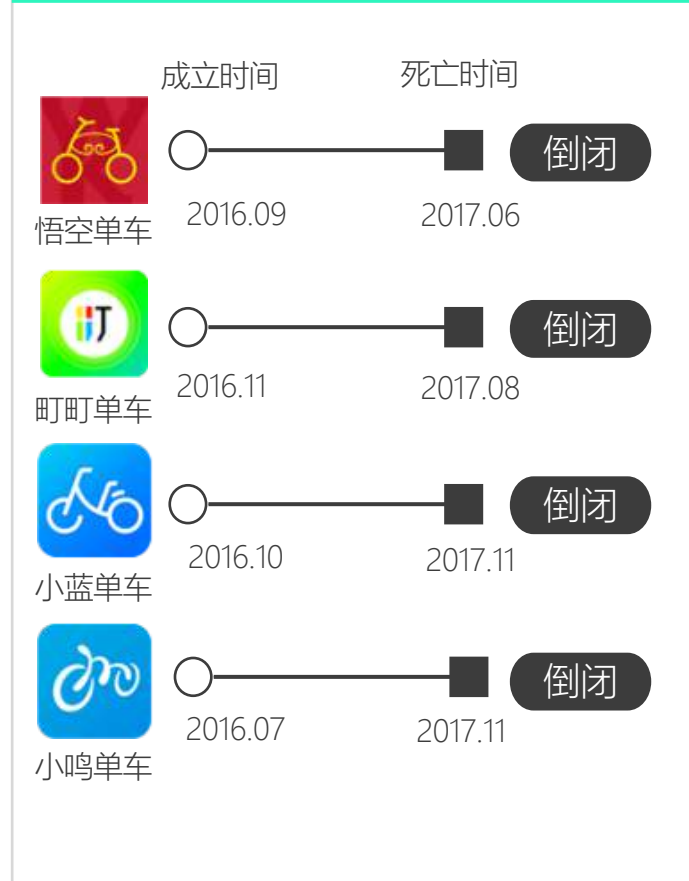 成立时间 死亡时间
倒闭
2016.09 2017.06
悟空单车
町
倒闭
2016.11 2017.08
町町单车
倒闭
2016.10 2017.11
小蓝单车
倒闭
2016.07 2017.11
小鸣单车